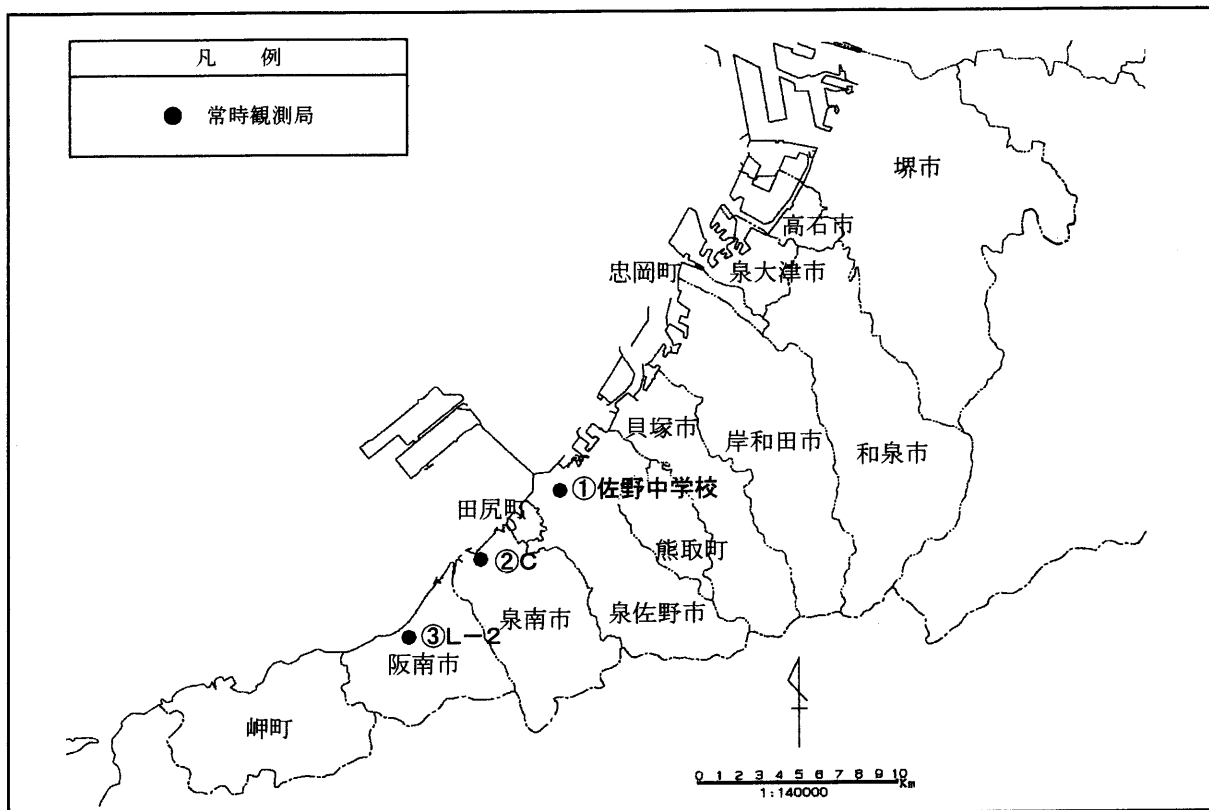 凡 例
● 常時観測局
堺市
高石市
忠岡町
泉大津市
貝塚市
岸和田市
和泉市
①佐野中学校
田尻町
熊取町
②C
泉南市
泉佐野市
③L－2
阪南市
岬町
0 1 2 3 4 5 6 7 8 9 10
Km
1:140000